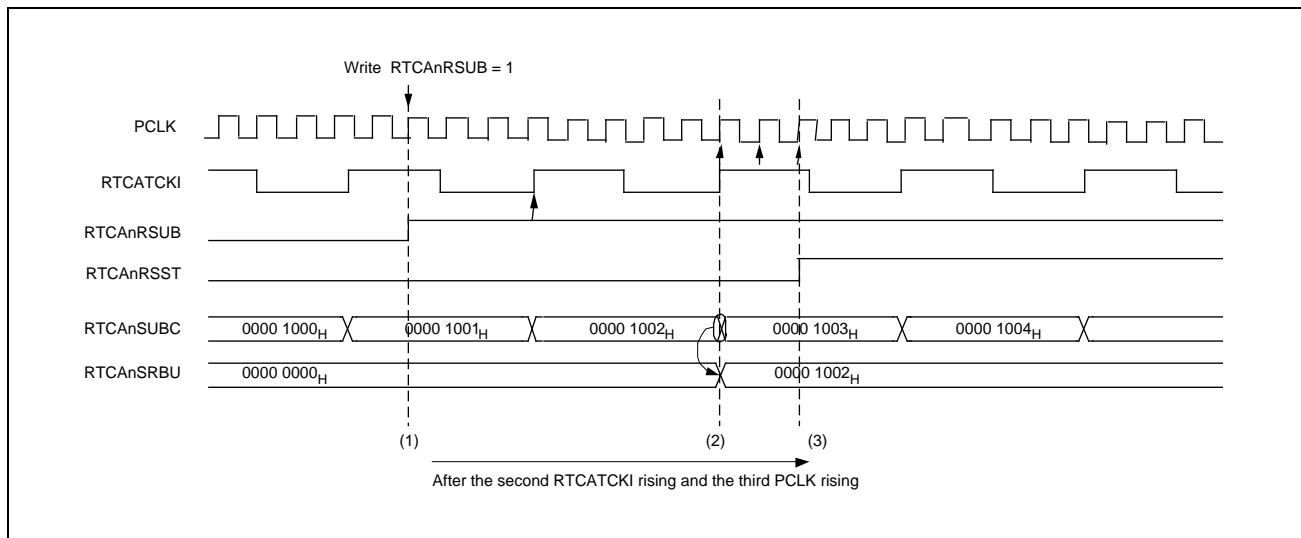 Write RTCAnRSUB = 1
PCLK
RTCATCKI
RTCAnRSUB
RTCAnRSST
RTCAnSUBC 0000 1000H 0000 1001H 0000 1002H 0000 1003H 0000 1004H
RTCAnSRBU 0000 0000H 0000 1002H
(1) (2) (3)
After the second RTCATCKI rising and the third PCLK rising